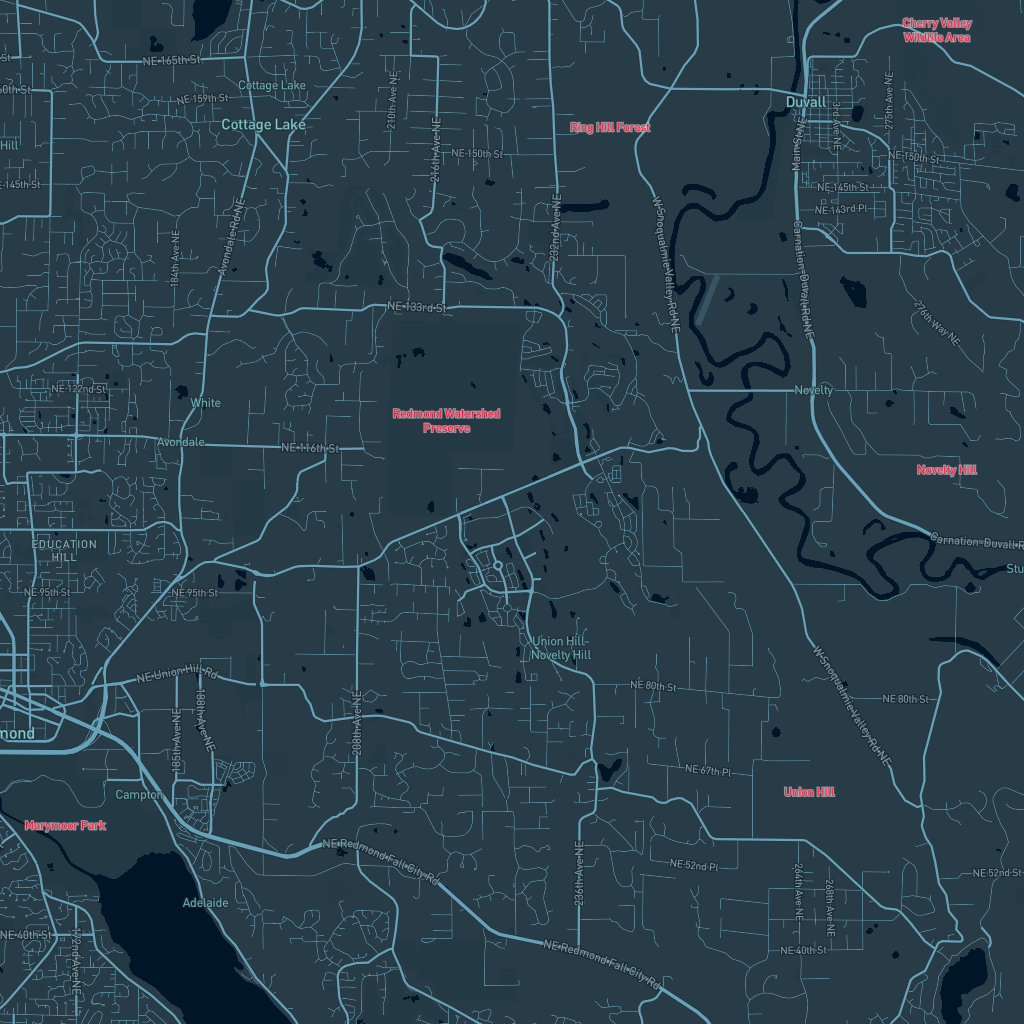 Cherry Valley
Wildlife Area
NE 165th St
Cottage Lake
NE 159th St
210th Ave NE
275th Ave NE
Duvall
3rd Ave NE
Cottage Lake
Ring Hill Forest
Main St NE
Hill
216th Ave NE
NE 150th St
NE 150th St
NE 145th St
NE 145th St
NE 143rd Pl
Avondale Rd NE
184th Ave NE
232nd Ave NE
W Snoqualmie Valley Rd NE
Carnation-Duvall Rd NE
NE 133rd St
276th Way NE
NE 122nd St
White
Novelty
Redmond Watershed
Preserve
Avondale
NE 116th St
Novelty Hill
EDUCATION
HILL
Carnation-Duvall R
Stu
NE 95th St
NE 95th St
Union Hill-
Novelty Hill
NE Union Hill Rd
W Snoqualmie Valley Rd NE
NE 80th St
NE 80th St
188th Ave NE
185th Ave NE
208th Ave NE
mond
NE 67th Pl
Campton
Union Hill
Marymoor Park
NE Redmond Fall City Rd
NE 52nd Pl
NE 52nd St
236th Ave NE
264th Ave NE
268th Ave NE
Adelaide
NE 40th St
172nd Ave NE
NE Redmond Fall City Rd
NE 40th St